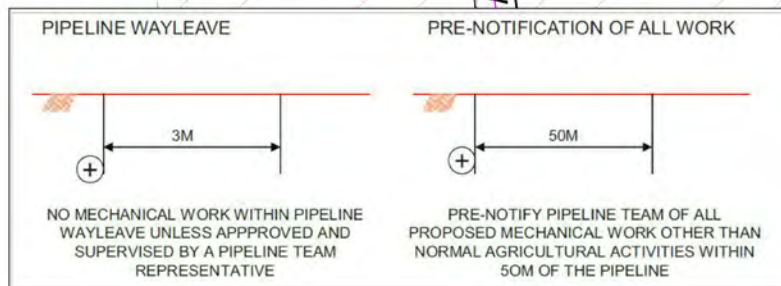 PIPELINE WAYLEAVE
3M
NO MECHANICAL WORK WITHIN PIPELINE
WAYLEAVE UNLESS APPPROVED AND
SUPERVISED BY A PIPELINE TEAM
REPRESENTATIVE
PRE-NOTIFICATION OF ALL WORK
50M
PRE-NOTIFY PIPELINE TEAM OF ALL
PROPOSED MECHANICAL WORK OTHER THAN
NORMAL AGRICULTURAL ACTIVITIES WITHIN
5OM OF THE PIPELINE